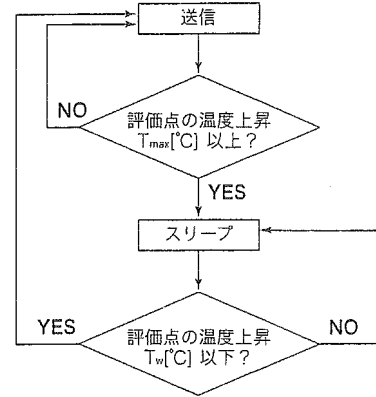 送信
評価点の温度上昇
Tmax[℃] 以上？
NO
YES
スリープ
評価点の温度上昇
Tw[℃] 以下？
YES
NO